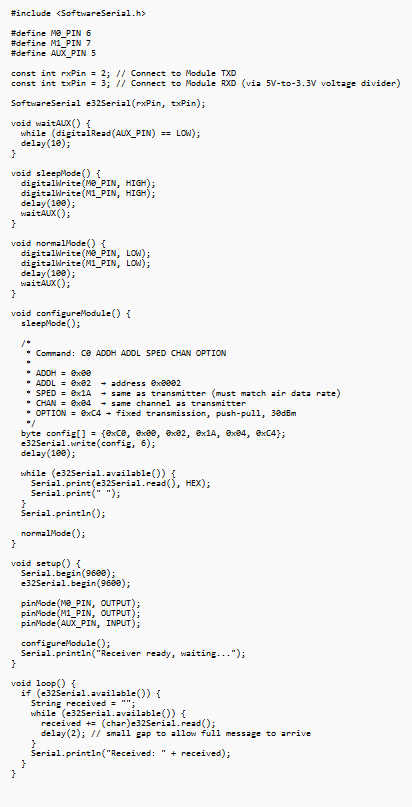 #include <SoftwareSerial.h>

#define M0_PIN 6
#define M1_PIN 7
#define AUX_PIN 5

const int rxPin = 2; // Connect to Module TXD
const int txPin = 3; // Connect to Module RXD (via 5V-to-3.3V voltage divider)

SoftwareSerial e32Serial(rxPin, txPin);

void waitAUX() {
  while (digitalRead(AUX_PIN) == LOW);
  delay(10);
}

void sleepMode() {
  digitalWrite(M0_PIN, HIGH);
  digitalWrite(M1_PIN, HIGH);
  delay(100);
  waitAUX();
}

void normalMode() {
  digitalWrite(M0_PIN, LOW);
  digitalWrite(M1_PIN, LOW);
  delay(100);
  waitAUX();
}

void configureModule() {
  sleepMode();

  /*
   * Command: C0 ADDH ADDL SPED CHAN OPTION
   *
   * ADDH = 0x00
   * ADDL = 0x02 → address 0x0002
   * SPED = 0x1A → same as transmitter (must match air data rate)
   * CHAN = 0x04 → same channel as transmitter
   * OPTION = 0xC4 → fixed transmission, push-pull, 30dBm
   */
  byte config[] = {0xC0, 0x00, 0x02, 0x1A, 0x04, 0xC4};
  e32Serial.write(config, 6);
  delay(100);

  while (e32Serial.available()) {
    Serial.print(e32Serial.read(), HEX);
    Serial.print(" ");
  }
  Serial.println();

  normalMode();
}

void setup() {
  Serial.begin(9600);
  e32Serial.begin(9600);

  pinMode(M0_PIN, OUTPUT);
  pinMode(M1_PIN, OUTPUT);
  pinMode(AUX_PIN, INPUT);

  configureModule();
  Serial.println("Receiver ready, waiting...");
}

void loop() {
  if (e32Serial.available()) {
    String received = "";
    while (e32Serial.available()) {
      received += (char)e32Serial.read();
      delay(2); // small gap to allow full message to arrive
    }
    Serial.println("Received: " + received);
  }
}